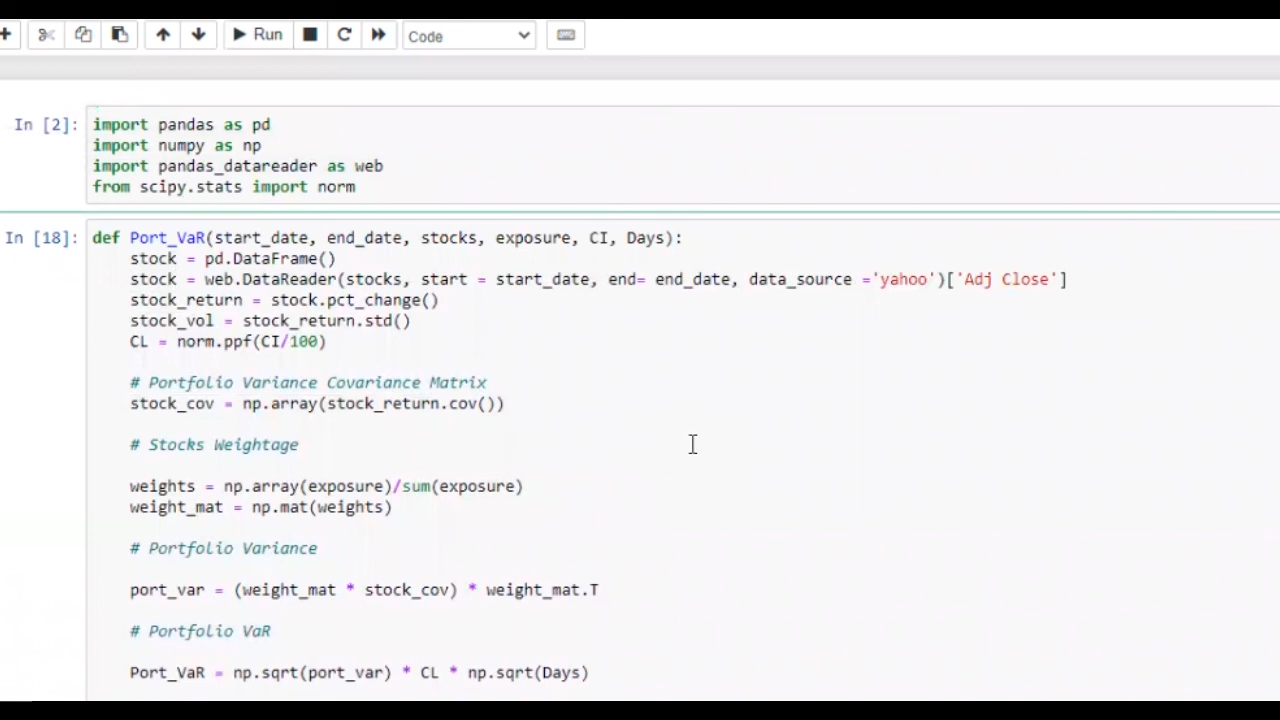 Run
Code
In [2]:
import pandas as pd
import numpy as np
import pandas_datareader as web
from scipy.stats import norm
In [18]:
def Port_VaR(start_date, end_date, stocks, exposure, CI, Days):
    stock = pd.DataFrame()
    stock = web.DataReader(stocks, start = start_date, end= end_date, data_source ='yahoo')['Adj Close']
    stock_return = stock.pct_change()
    stock_vol = stock_return.std()
    CL = norm.ppf(CI/100)
    # Portfolio Variance Covariance Matrix
    stock_cov = np.array(stock_return.cov())
    # Stocks Weightage
    weights = np.array(exposure)/sum(exposure)
    weight_mat = np.mat(weights)
    # Portfolio Variance
    port_var = (weight_mat * stock_cov) * weight_mat.T
    # Portfolio VaR
    Port_VaR = np.sqrt(port_var) * CL * np.sqrt(Days)